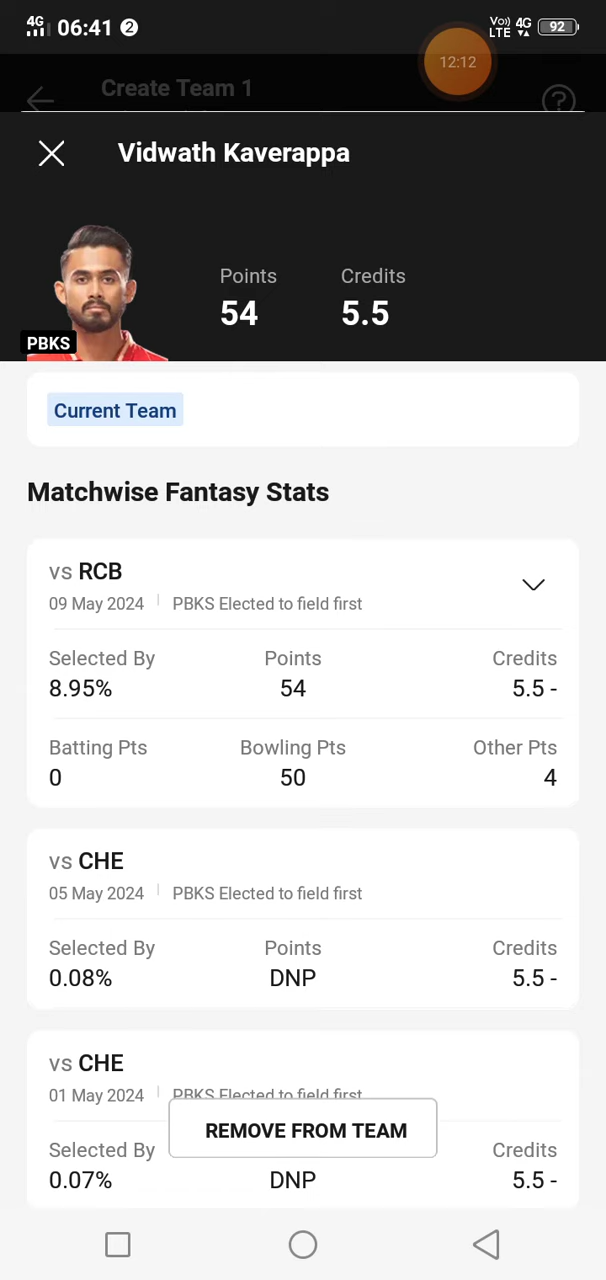 4G 06:41 2 Vo) LTE 4G 92
12:12
Create Team 1 ?
Vidwath Kaverappa
Points Credits
54 5.5
PBKS
Current Team
Matchwise Fantasy Stats
vs RCB
09 May 2024 PBKS Elected to field first
Selected By Points Credits
8.95% 54 5.5 -
Batting Pts Bowling Pts Other Pts
0 50 4
vs CHE
05 May 2024 PBKS Elected to field first
Selected By Points Credits
0.08% DNP 5.5 -
vs CHE
01 May 2024 PBKS Elected to field first
REMOVE FROM TEAM
Selected By Credits
0.07% DNP 5.5 -